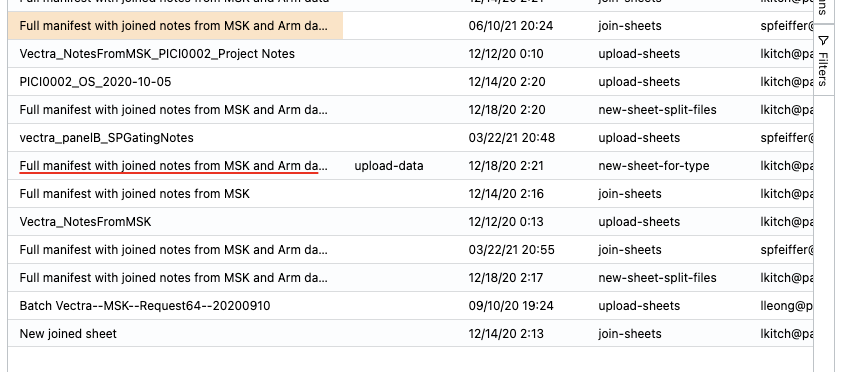 Full manifest with joined notes from MSK and Arm da... 06/10/21 20:24 join-sheets spfeiffer@
Vectra_NotesFromMSK_PICI0002_Project Notes 12/12/20 0:10 upload-sheets lkitch@pa
PICI0002_OS_2020-10-05 12/14/20 2:20 upload-sheets lkitch@pa
Full manifest with joined notes from MSK and Arm da... 12/18/20 2:20 new-sheet-split-files lkitch@pa
vectra_panelB_SPGatingNotes 03/22/21 20:48 upload-sheets spfeiffer@
Full manifest with joined notes from MSK and Arm da... upload-data 12/18/20 2:21 new-sheet-for-type lkitch@pa
Full manifest with joined notes from MSK 12/14/20 2:16 join-sheets lkitch@pa
Vectra_NotesFromMSK 12/12/20 0:13 upload-sheets lkitch@pa
Full manifest with joined notes from MSK and Arm da... 03/22/21 20:55 join-sheets spfeiffer@
Full manifest with joined notes from MSK and Arm da... 12/18/20 2:17 new-sheet-split-files lkitch@pa
Batch Vectra--MSK--Request64--20200910 09/10/20 19:24 upload-sheets lleong@p
New joined sheet 12/14/20 2:13 join-sheets lkitch@pa
Filters